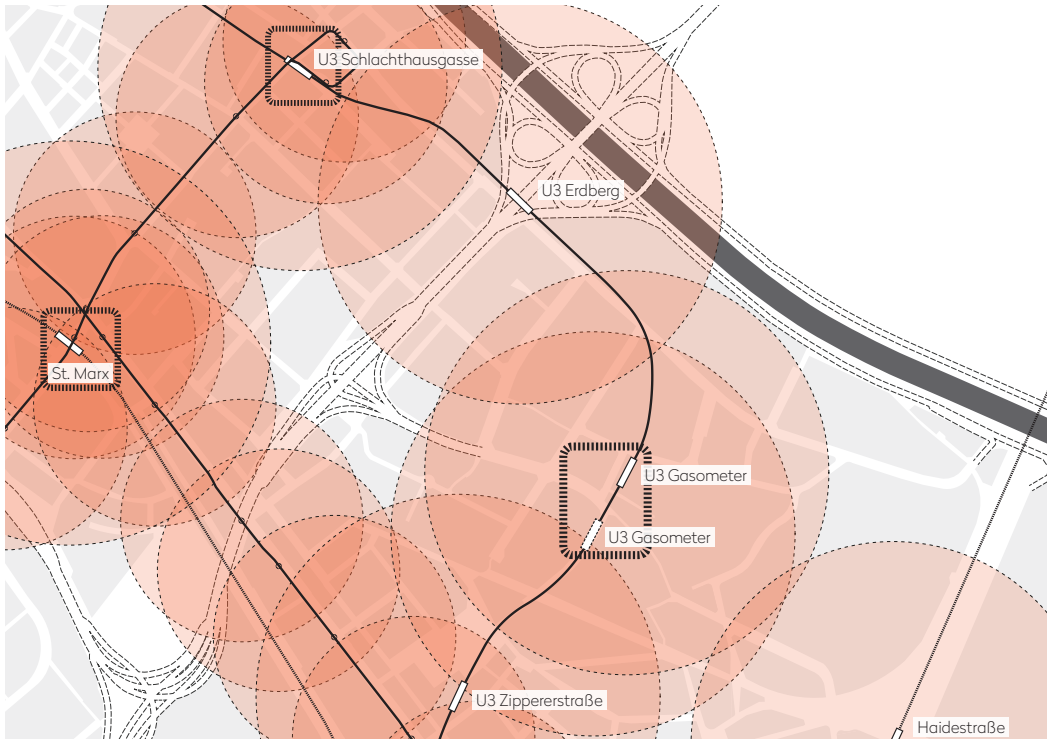 U3 Schlachthausgasse
U3 Erdberg
St. Marx
U3 Gasometer
U3 Gasometer
U3 Zippererstraße
Haidestraße